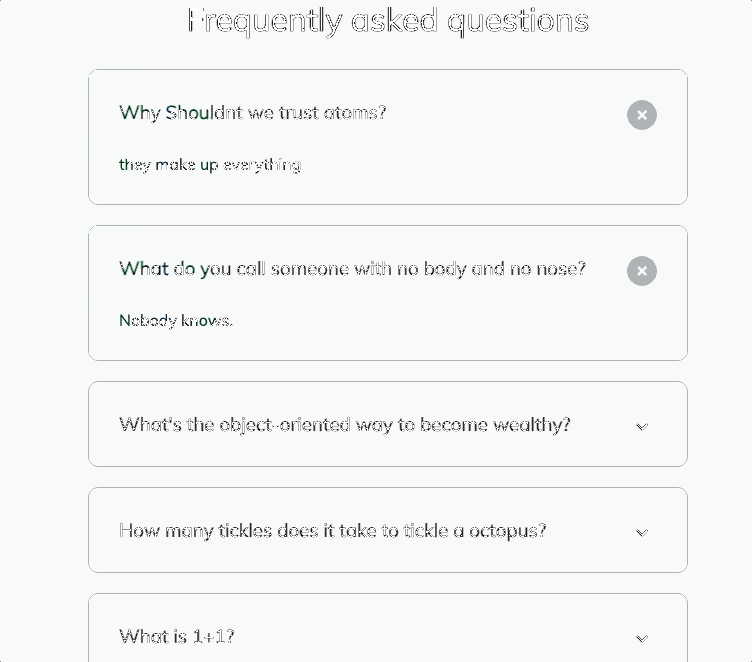 Frequently asked questions
Why Shouldnt we trust atoms?
they make up everything
What do you call someone with no body and no nose?
Nobody knows.
What's the object-oriented way to become wealthy?
How many tickles does it take to tickle a octopus?
What is 1+1?